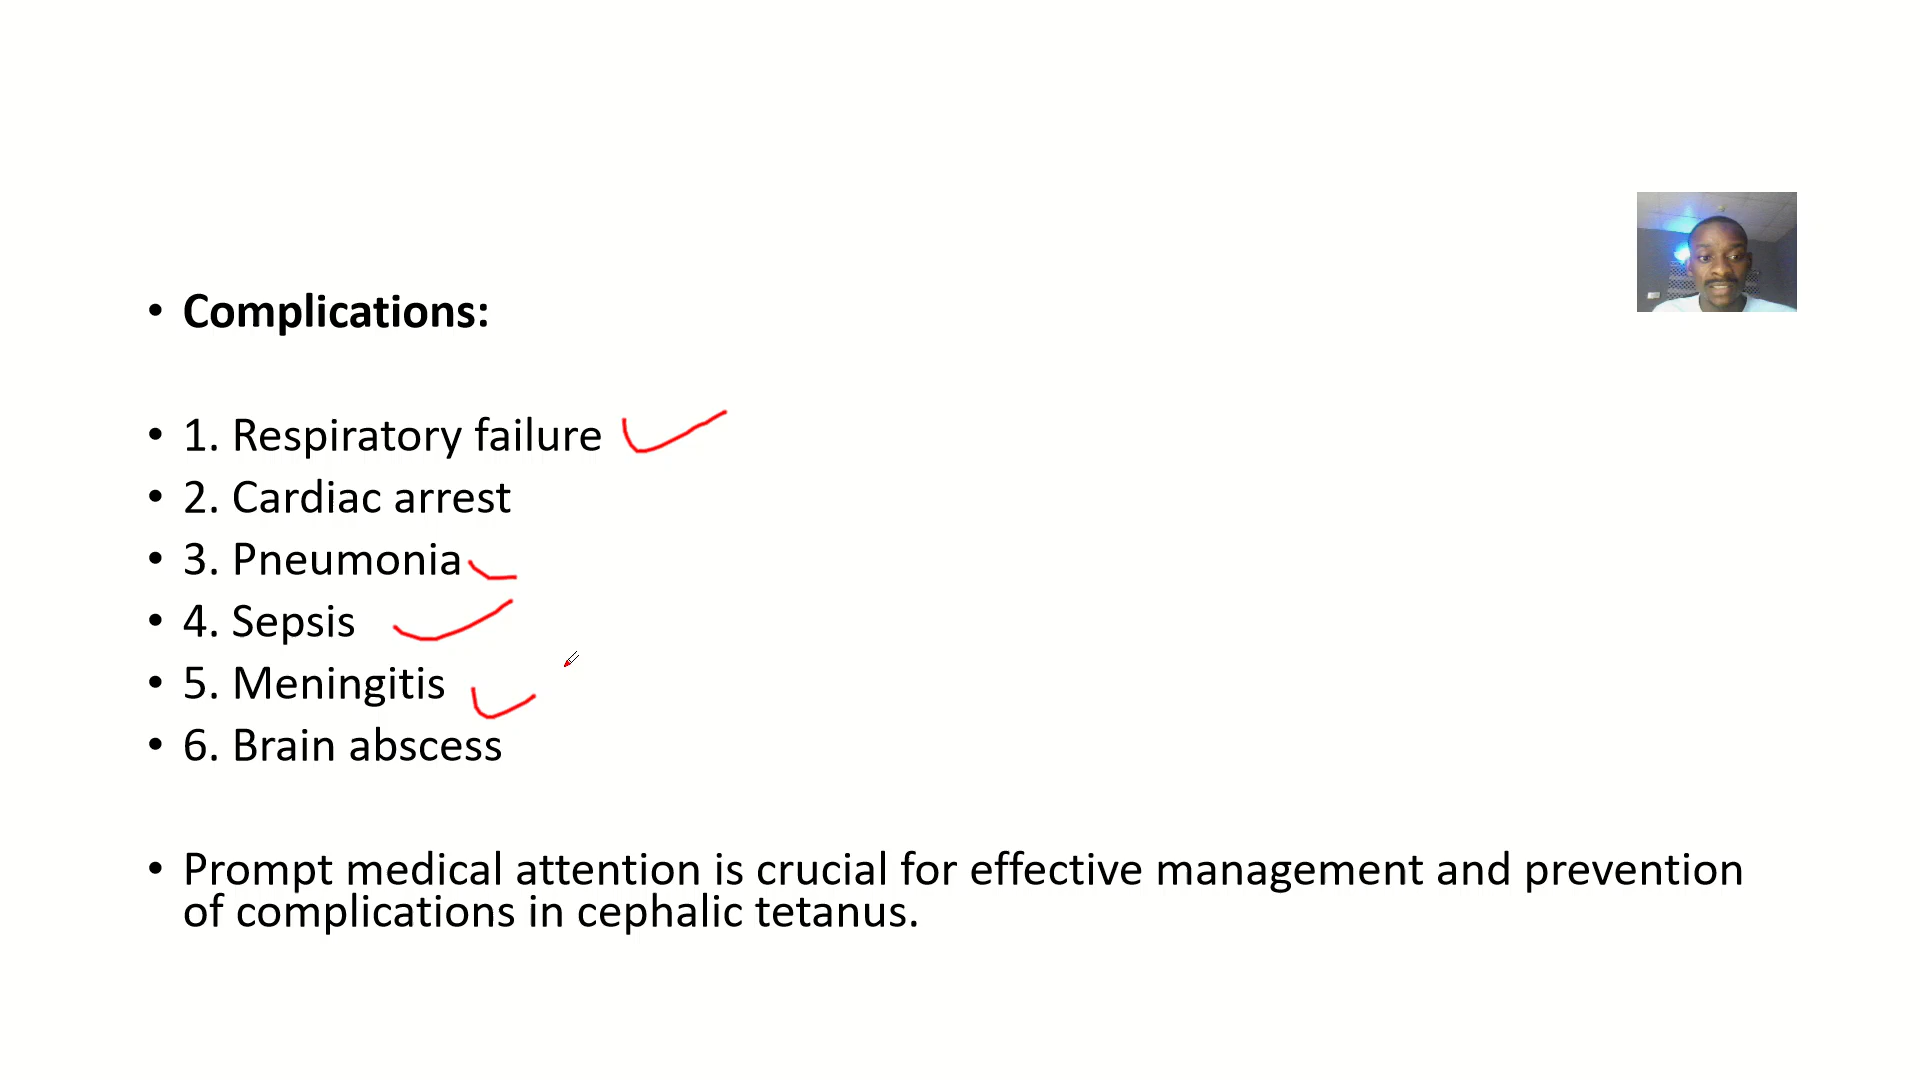 • Complications:
• 1. Respiratory failure
• 2. Cardiac arrest
• 3. Pneumonia
• 4. Sepsis
• 5. Meningitis
• 6. Brain abscess
• Prompt medical attention is crucial for effective management and prevention
of complications in cephalic tetanus.